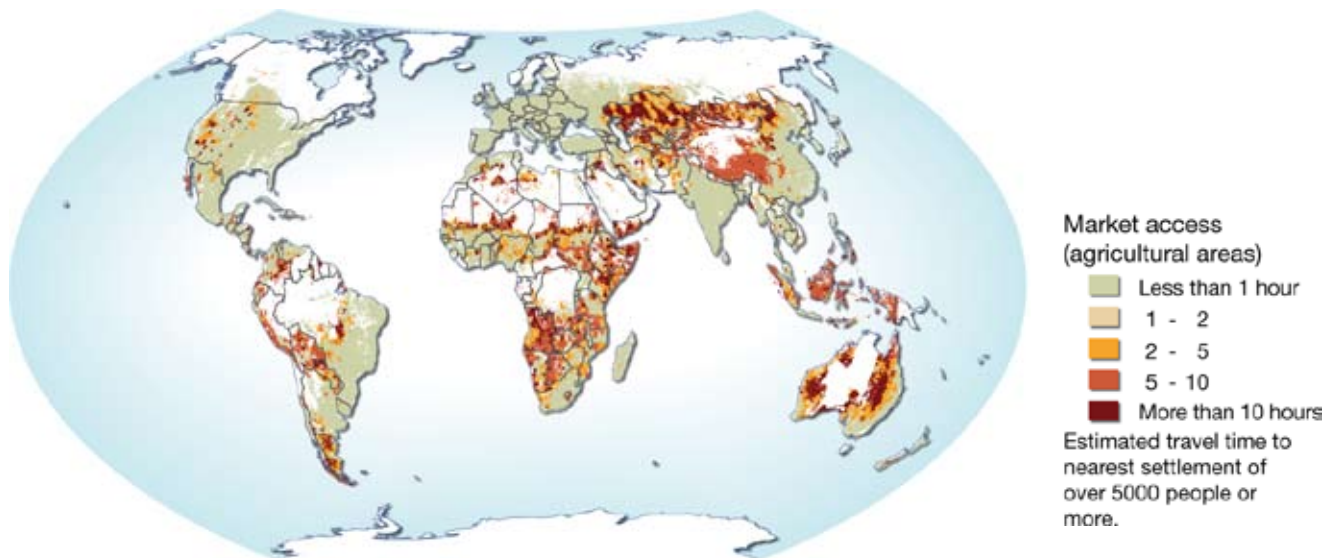 Market access
(agricultural areas)
Less than 1 hour
1 - 2
2 - 5
5 - 10
More than 10 hours
Estimated travel time to
nearest settlement of
over 5000 people or
more.